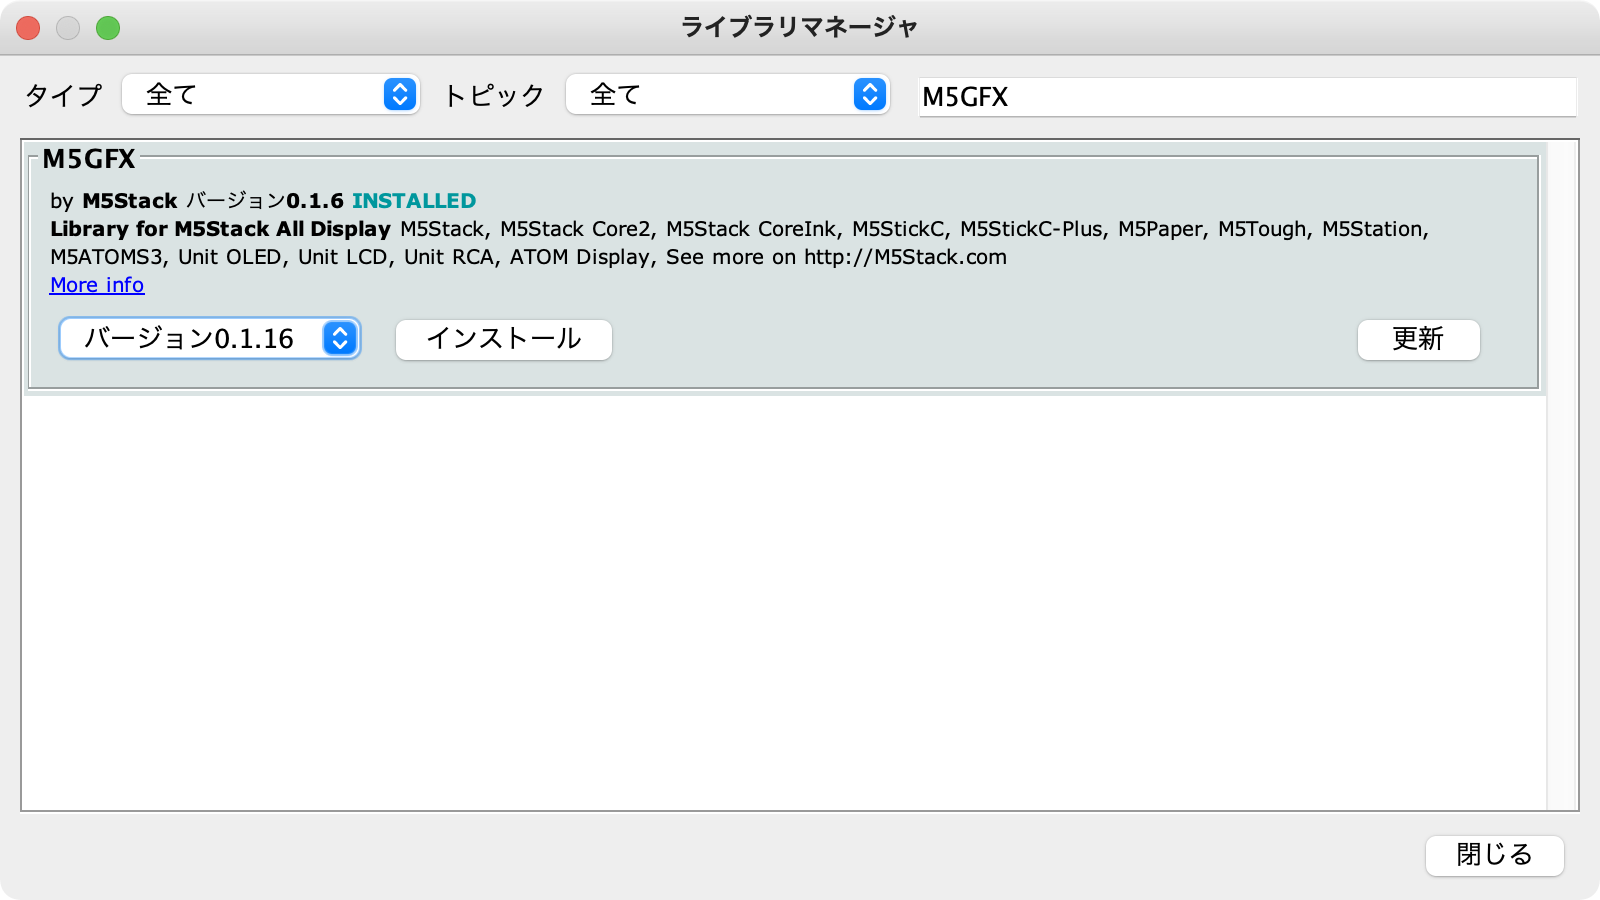 ライブラリマネージャ
タイプ 全て トピック 全て M5GFX
M5GFX
by M5Stack バージョン0.1.6 INSTALLED
Library for M5Stack All Display M5Stack, M5Stack Core2, M5Stack CoreInk, M5StickC, M5StickC-Plus, M5Paper, M5Tough, M5Station,
M5ATOMS3, Unit OLED, Unit LCD, Unit RCA, ATOM Display, See more on http://M5Stack.com
More info
バージョン0.1.16 インストール 更新
閉じる